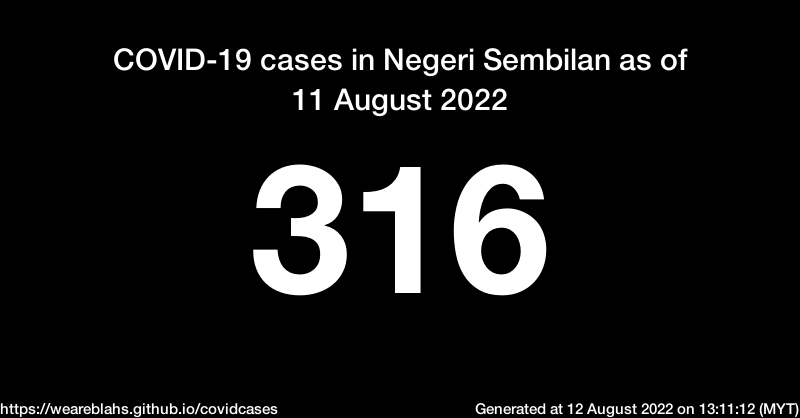 COVID-19 cases in Negeri Sembilan as of
11 August 2022
316
https://weareblahs.github.io/covidcases
Generated at 12 August 2022 on 13:11:12 (MYT)